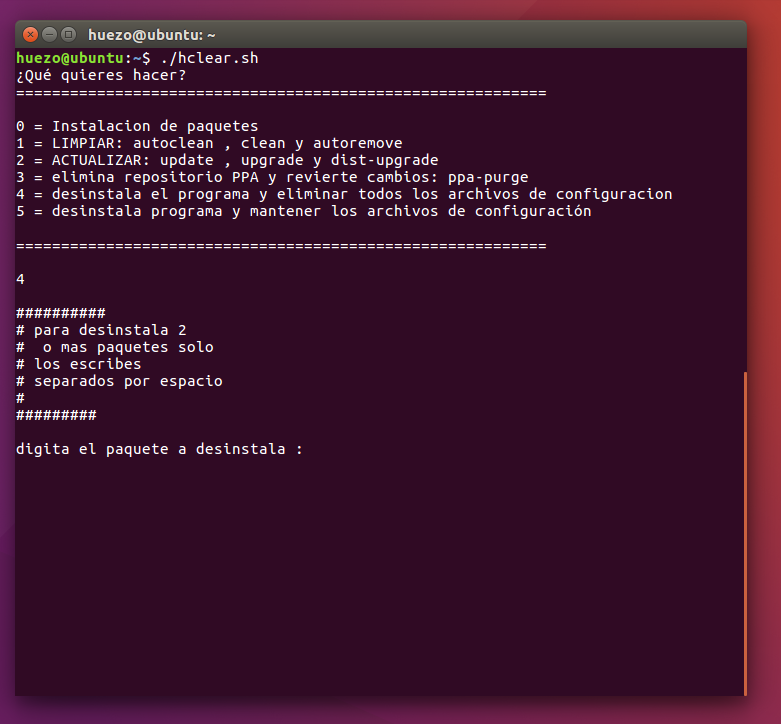 huezo@ubuntu: ~
huezo@ubuntu:~$ ./hclear.sh
¿Qué quieres hacer?
===========================================================
0 = Instalacion de paquetes
1 = LIMPIAR: autoclean , clean y autoremove
2 = ACTUALIZAR: update , upgrade y dist-upgrade
3 = elimina repositorio PPA y revierte cambios: ppa-purge
4 = desinstala el programa y eliminar todos los archivos de configuracion
5 = desinstala programa y mantener los archivos de configuración
===========================================================
4
##########
# para desinstala 2
#  o mas paquetes solo
# los escribes
# separados por espacio
#
#########
digita el paquete a desinstala :